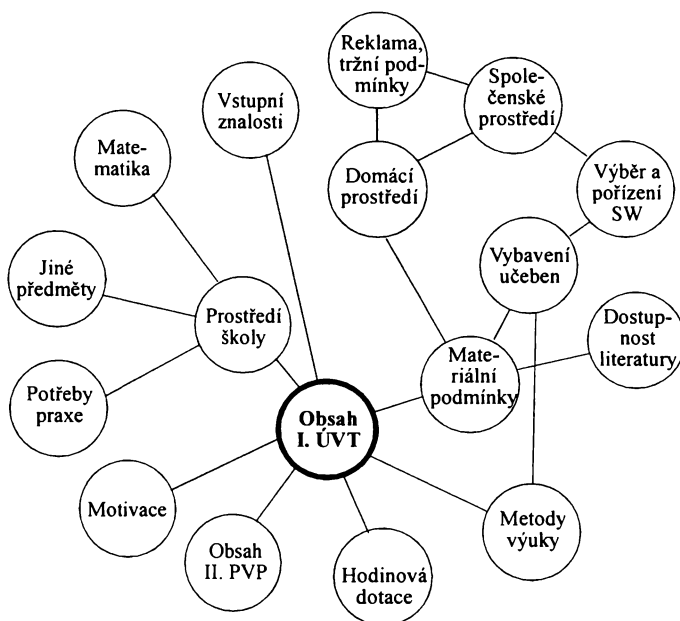 Reklama,
tržní pod-
mínky
Spole-
čenské
prostředí
Vstupní
znalosti
Mate-
matika
Domácí
prostředí
Výběr a
pořízení
SW
Vybavení
učeben
Jiné
předměty
Prostředí
školy
Dostup-
nost
literatury
Mate-
riální
podmínky
Potřeby
praxe
Obsah
I. ÚVT
Motivace
Metody
výuky
Obsah
II. PVP
Hodinová
dotace